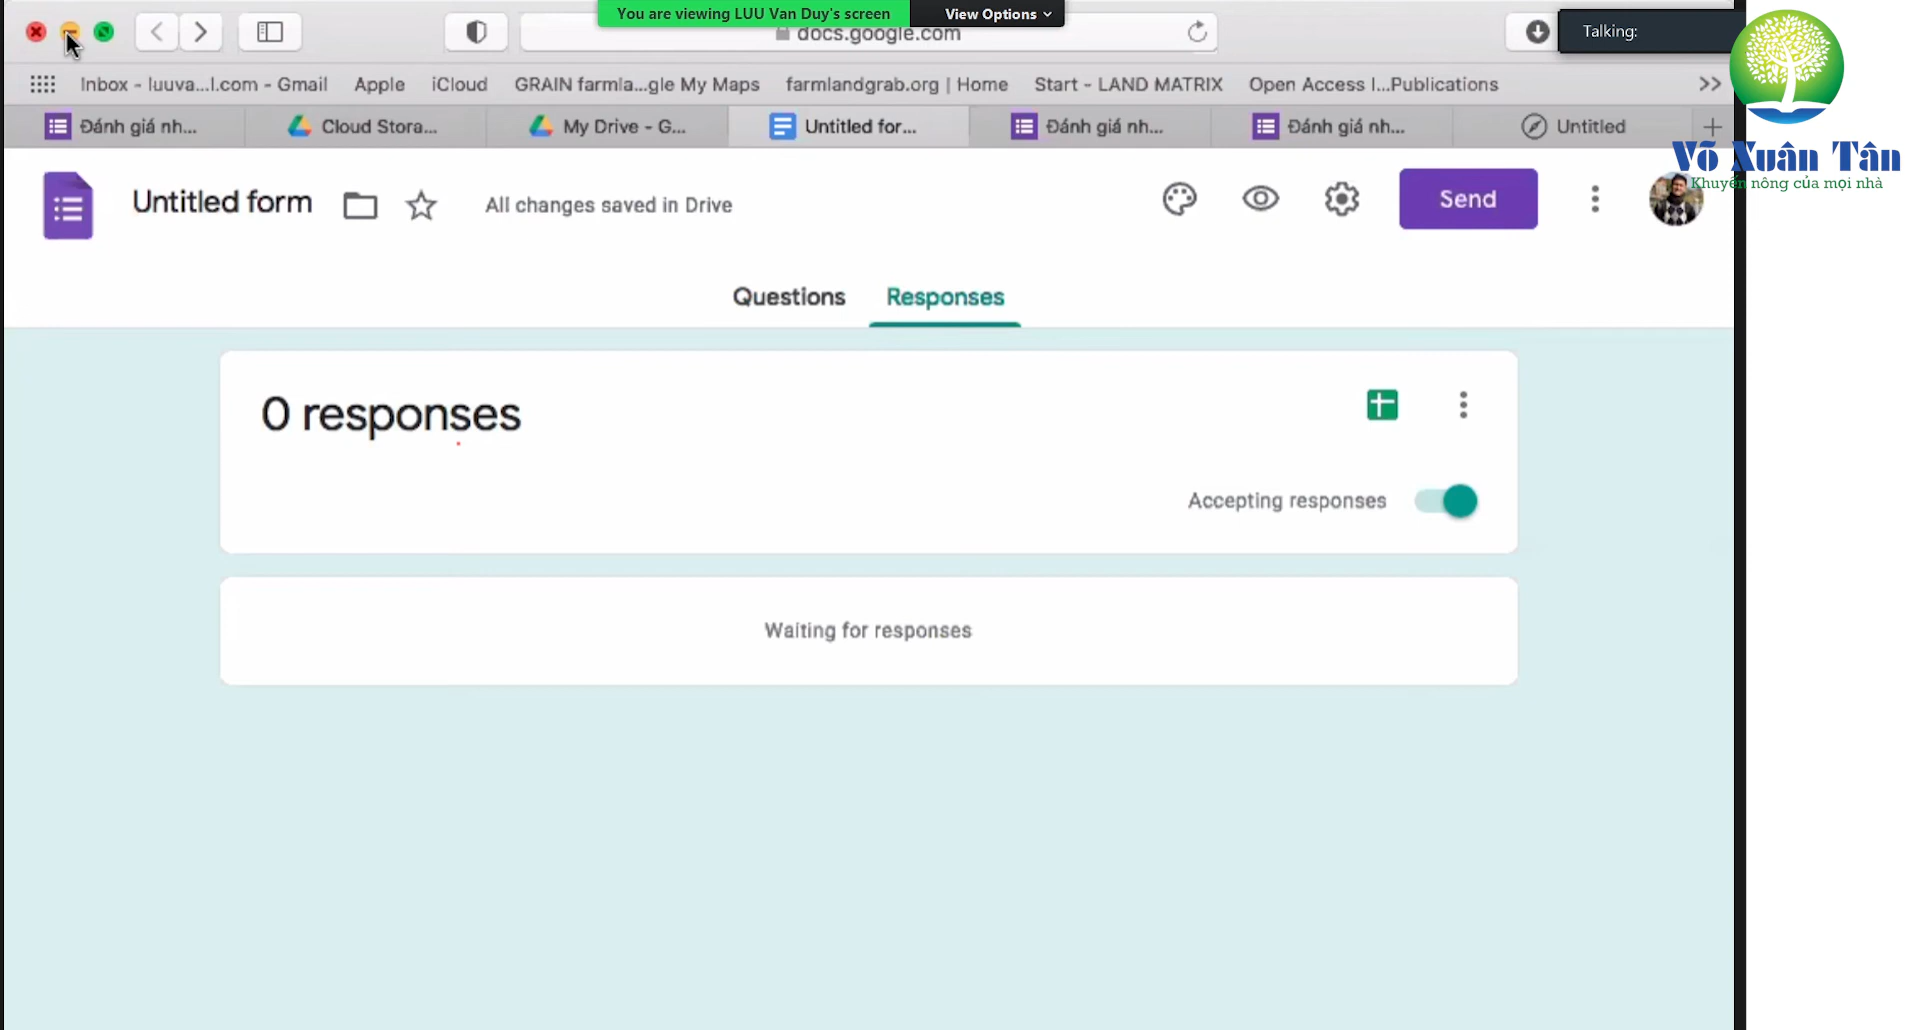 You are viewing LUU Van Duy's screen
View Options
docs.google.com
Talking:
Inbox - luuva...l.com - Gmail
Apple
iCloud
GRAIN farmla...gle My Maps
farmlandgrab.org | Home
Start - LAND MATRIX
Open Access I...Publications
Đánh giá nh...
Cloud Stora...
My Drive - G...
Untitled for...
Đánh giá nh...
Đánh giá nh...
Untitled
Võ Xuân Tân
Khuyến nông của mọi nhà
Untitled form
All changes saved in Drive
Send
Questions
Responses
0 responses
Accepting responses
Waiting for responses